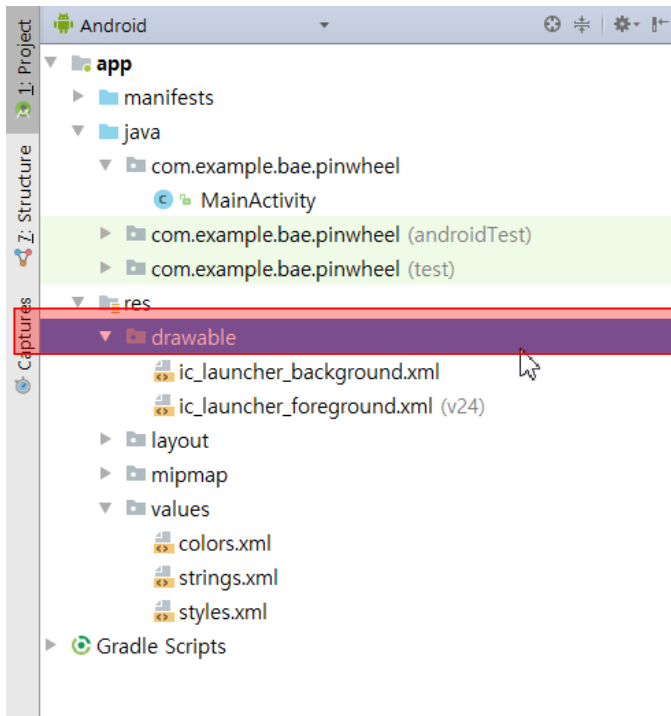 1: Project
Z: Structure
Captures
Android
app
manifests
java
com.example.bae.pinwheel
MainActivity
com.example.bae.pinwheel (androidTest)
com.example.bae.pinwheel (test)
res
drawable
ic_launcher_background.xml
ic_launcher_foreground.xml (v24)
layout
mipmap
values
colors.xml
strings.xml
styles.xml
Gradle Scripts